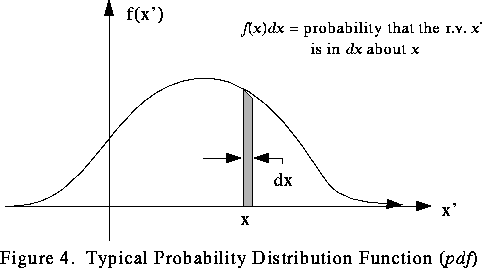 f(x')
f(x)dx = probability that the r.v. x'
is in dx about x
dx
x
x'
Figure 4. Typical Probability Distribution Function (pdf)